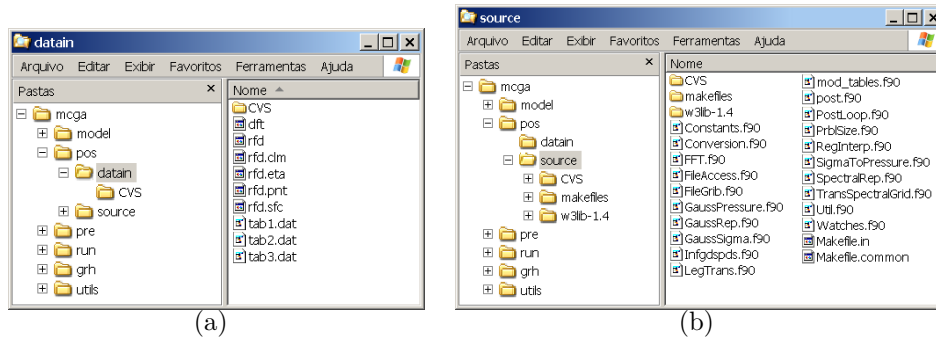 datain
Arquivo Editar Exibir Favoritos Ferramentas Ajuda
Pastas
mcga
model
pos
datain
CVS
source
pre
run
grh
utils
Nome
CVS
dft
rfd
rfd.clm
rfd.eta
rfd.pnt
rfd.sfc
tab1.dat
tab2.dat
tab3.dat
(a)
source
Arquivo Editar Exibir Favoritos Ferramentas Ajuda
Pastas
mcga
model
pos
datain
source
CVS
makefiles
w3lib-1.4
pre
run
grh
utils
Nome
CVS
makefiles
w3lib-1.4
Constants.f90
Conversion.f90
FFT.f90
FileAccess.f90
FileGrib.f90
GaussPressure.f90
GaussRep.f90
GaussSigma.f90
Infgdspds.f90
LegTrans.f90
mod_tables.f90
post.f90
PostLoop.f90
PrblSize.f90
RegInterp.f90
SigmaToPressure.f90
SpectralRep.f90
TransSpectralGrid.f90
Util.f90
Watches.f90
Makefile.in
Makefile.common
(b)